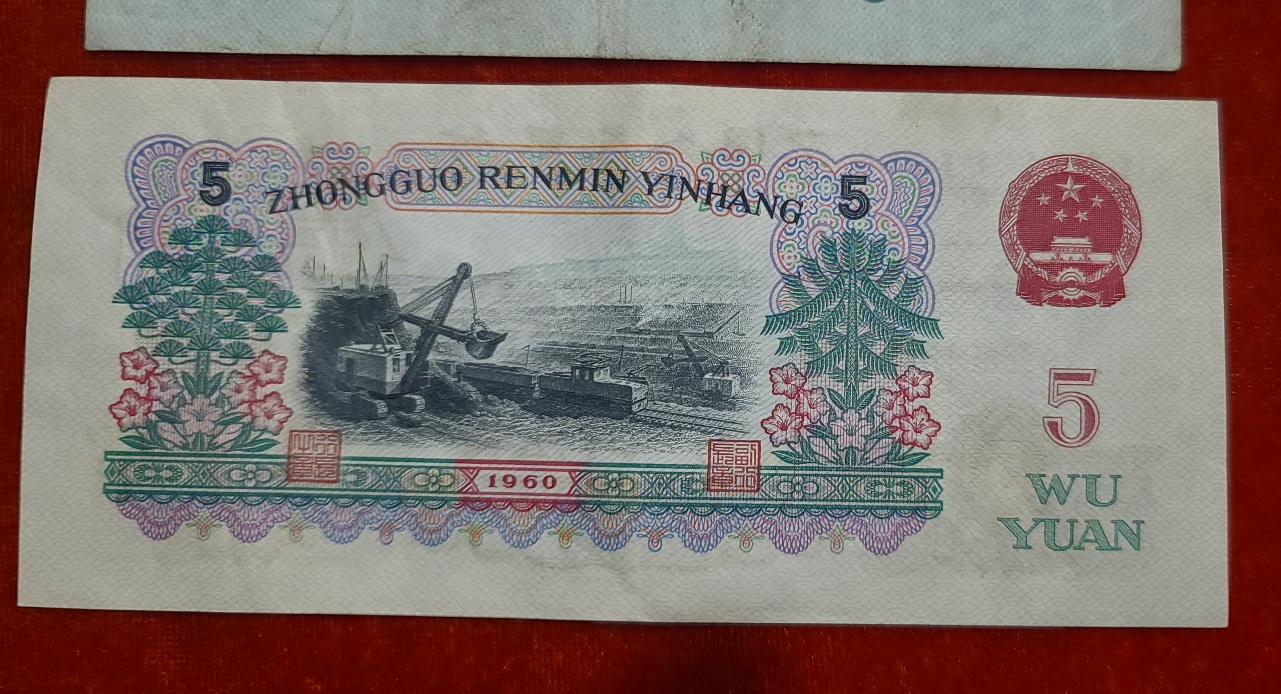 5 ZHONGGUO RENMIN YINHANG 5
5
1960
WU
YUAN